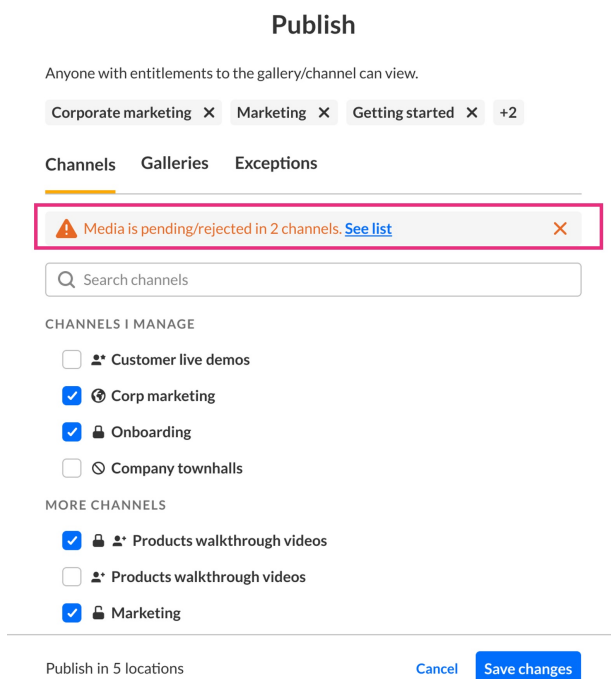 Publish
Anyone with entitlements to the gallery/channel can view.
Corporate marketing Marketing Getting started +2
Channels Galleries Exceptions
Media is pending/rejected in 2 channels. See list
Search channels
CHANNELS I MANAGE
Customer live demos
Corp marketing
Onboarding
Company townhalls
MORE CHANNELS
Products walkthrough videos
Products walkthrough videos
Marketing
Publish in 5 locations Cancel Save changes